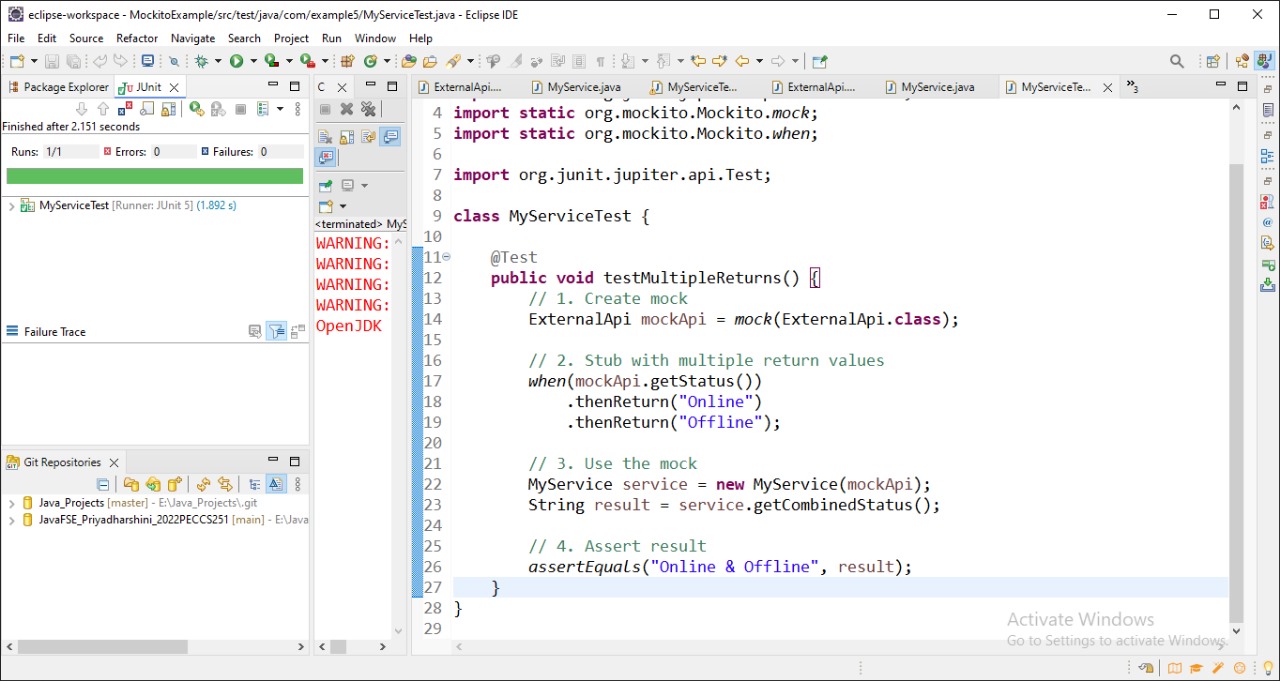 eclipse-workspace - MockitoExample/src/test/java/com/example5/MyServiceTest.java - Eclipse IDE
File Edit Source Refactor Navigate Search Project Run Window Help
Package Explorer JUnit
Finished after 2.151 seconds
Runs: 1/1 Errors: 0 Failures: 0
MyServiceTest [Runner: JUnit 5] (1.892 s)
Failure Trace
Git Repositories
Java_Projects [master] - E:\Java_Projects\.git
JavaFSE_Priyadharshini_2022PECCS251 [main] - E:\Java
C
<terminated> MyS
WARNING:
WARNING:
WARNING:
WARNING:
OpenJDK
ExternalApi.... MyService.java MyServiceTe... ExternalApi.... MyService.java MyServiceTe... »3
4 import static org.mockito.Mockito.mock;
5 import static org.mockito.Mockito.when;
6
7 import org.junit.jupiter.api.Test;
8
9 class MyServiceTest {
10
11 @Test
12 public void testMultipleReturns() {
13 // 1. Create mock
14 ExternalApi mockApi = mock(ExternalApi.class);
15
16 // 2. Stub with multiple return values
17 when(mockApi.getStatus())
18 .thenReturn("Online")
19 .thenReturn("Offline");
20
21 // 3. Use the mock
22 MyService service = new MyService(mockApi);
23 String result = service.getCombinedStatus();
24
25 // 4. Assert result
26 assertEquals("Online & Offline", result);
27 }
28 }
29
Activate Windows
Go to Settings to activate Windows.